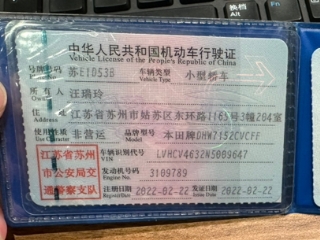 换档
Alt
中华人民共和国机动车行驶证
Vehicle License of the People's Republic of China
号牌号码 苏E1D53B 车辆类型 小型轿车
Plate No. Vehicle Type
所有人 汪瑞玲
Owner
住址 江苏省苏州市姑苏区东环路1165号3幢204室
Address
使用性质 非营运 品牌型号 本田牌DHW7152CVCFF
Use Character Model
江苏省苏州市公安局交通警察支队
车辆识别代号 LVHCV4632N5009647
VIN
发动机号码 3109789
Engine No.
注册日期 2022-02-22 发证日期 2022-02-22
Register Date Issue Date